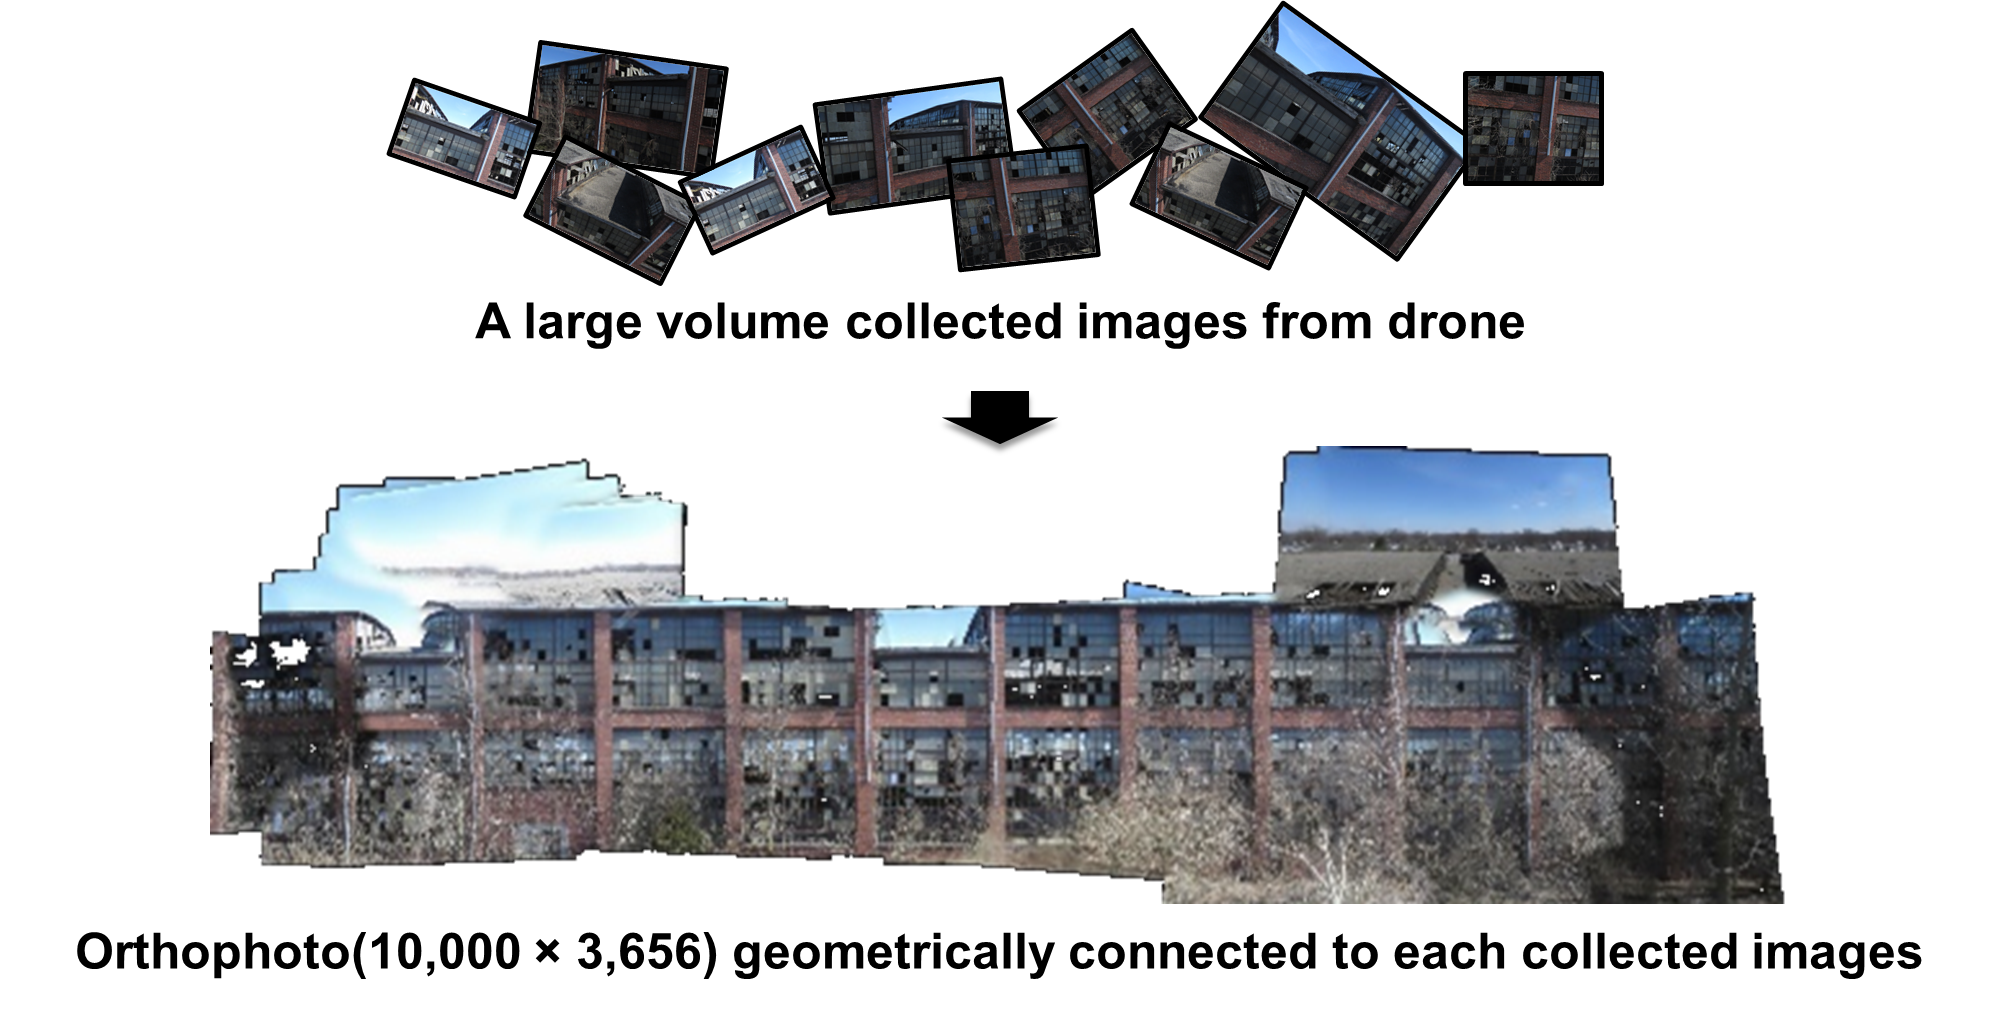 A large volume collected images from drone
Orthophoto(10,000 × 3,656) geometrically connected to each collected images